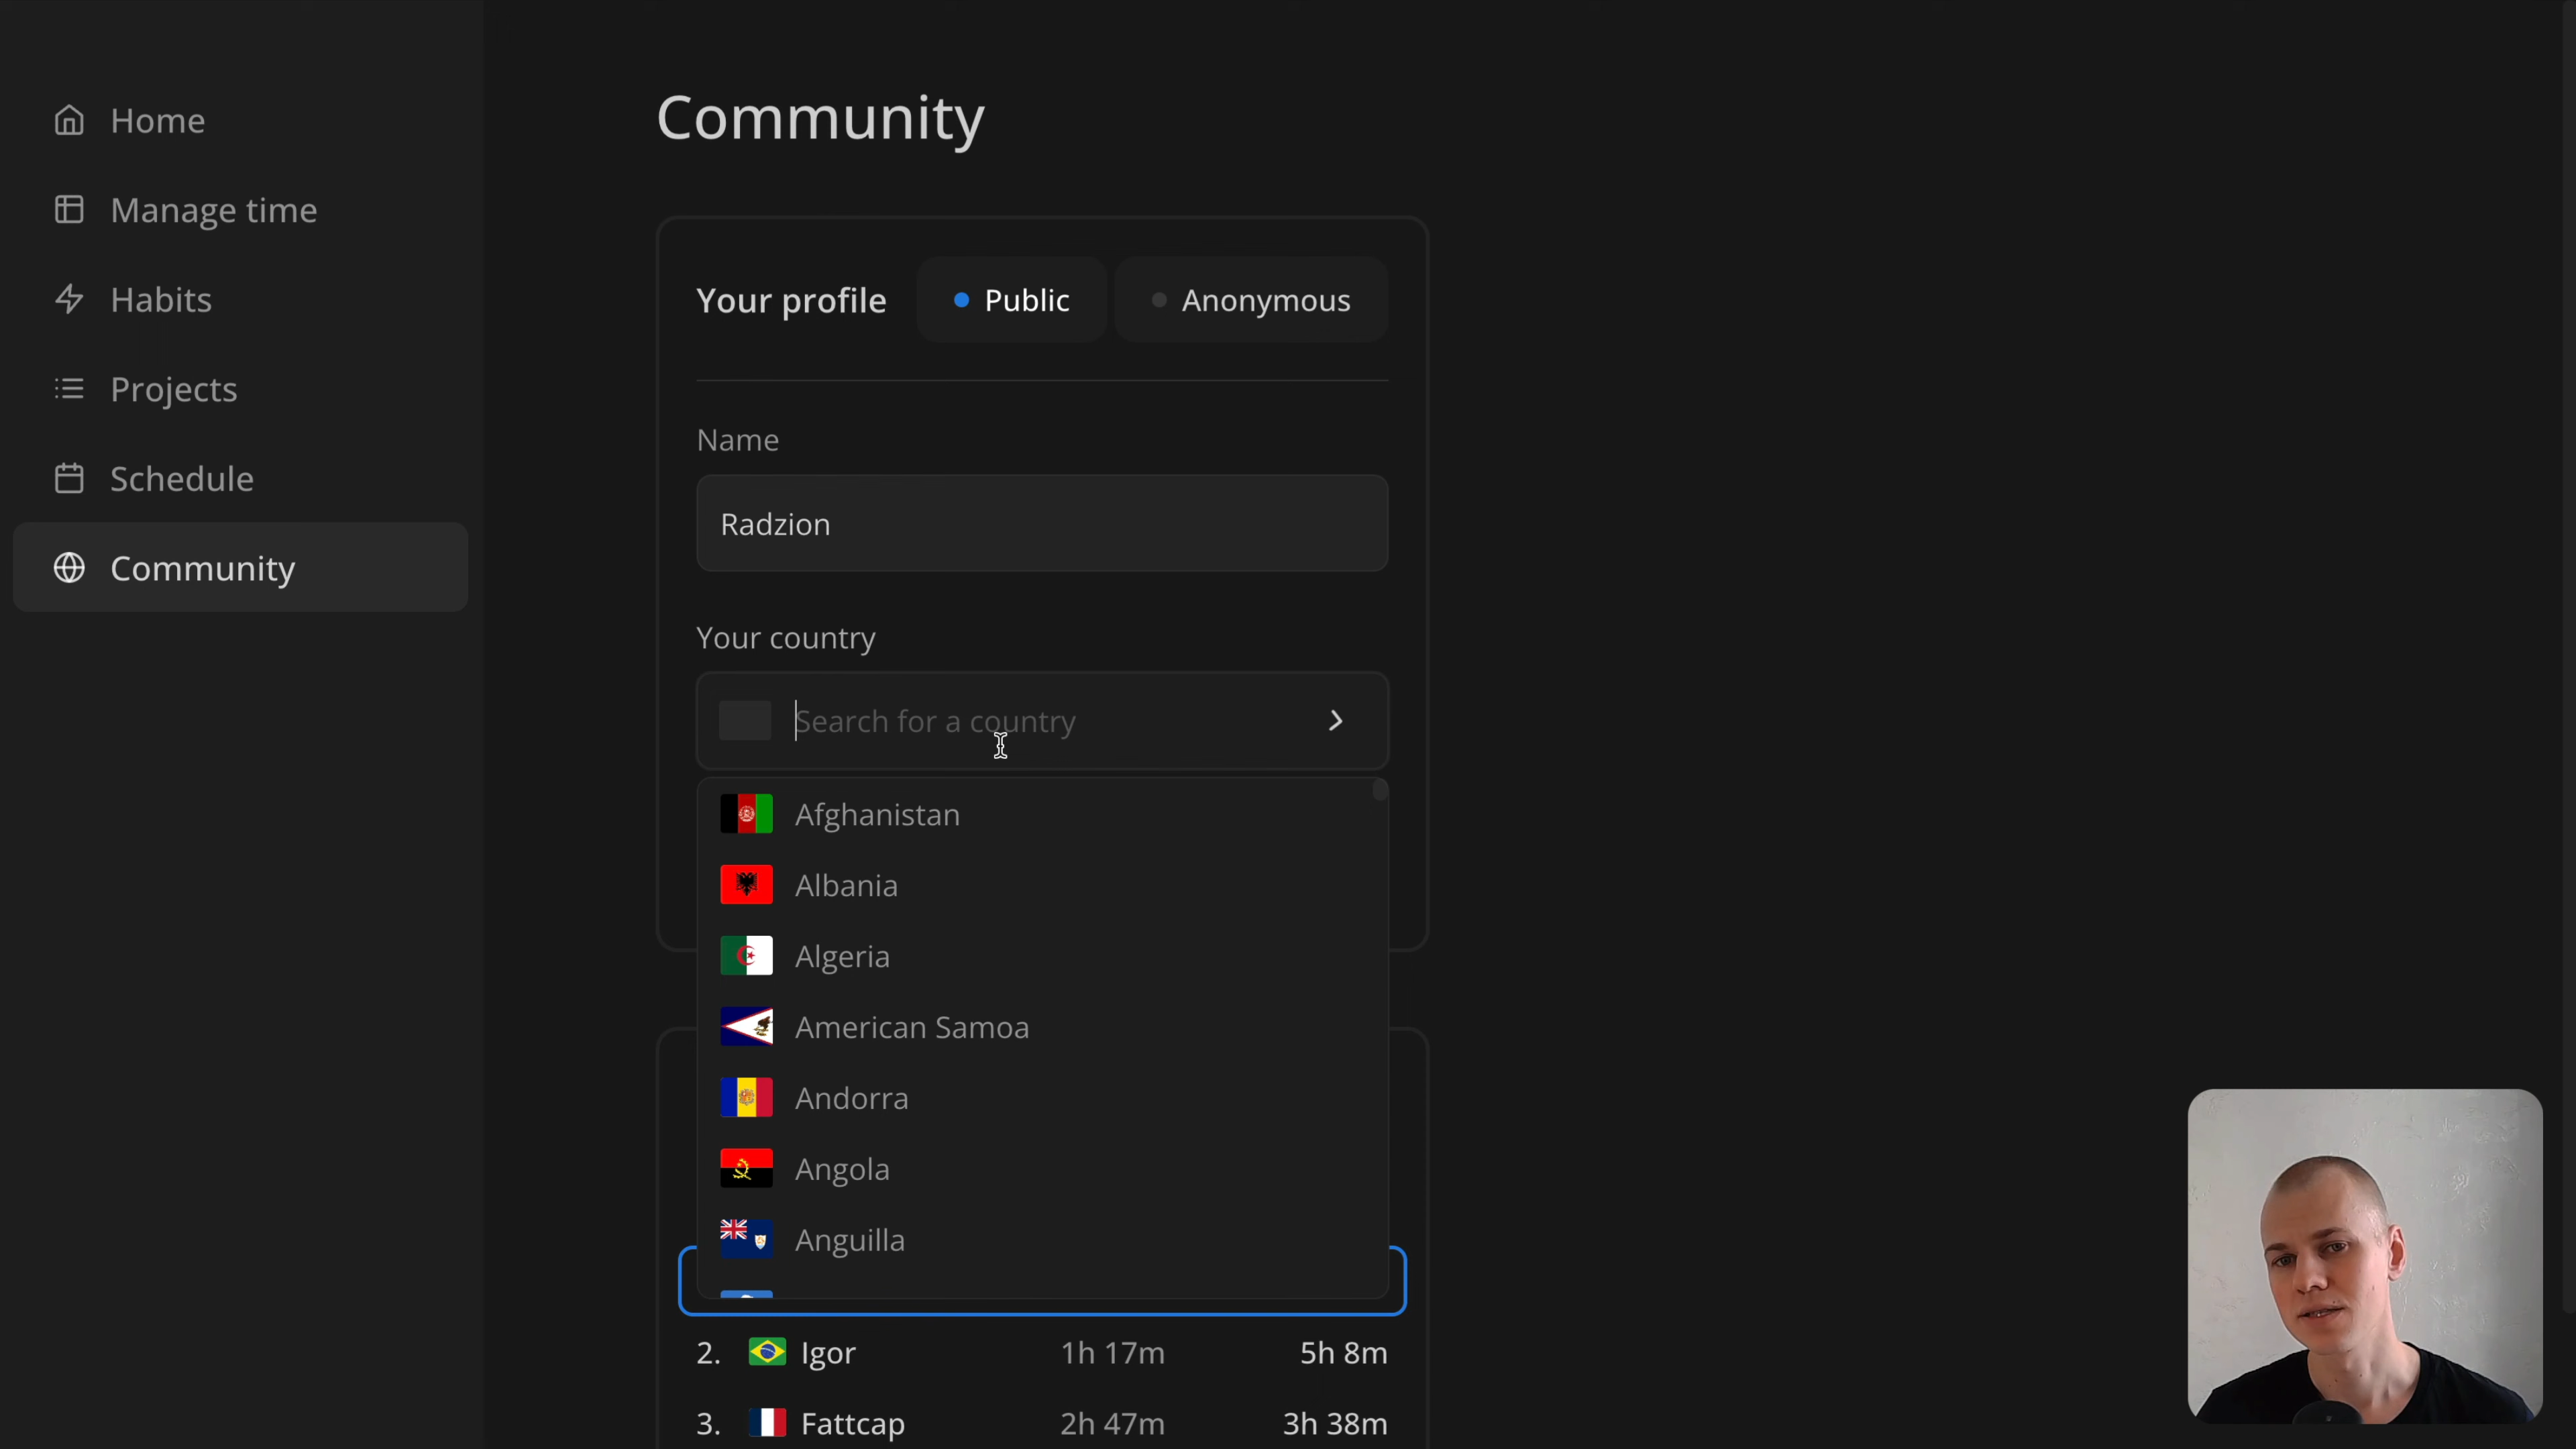 Home
Manage time
Habits
Projects
Schedule
Community
Community
Your profile
Public
Anonymous
Name
Radzion
Your country
Search for a country
Afghanistan
Albania
Algeria
American Samoa
Andorra
Angola
Anguilla
2. Igor 1h 17m 5h 8m
3. Fattcap 2h 47m 3h 38m